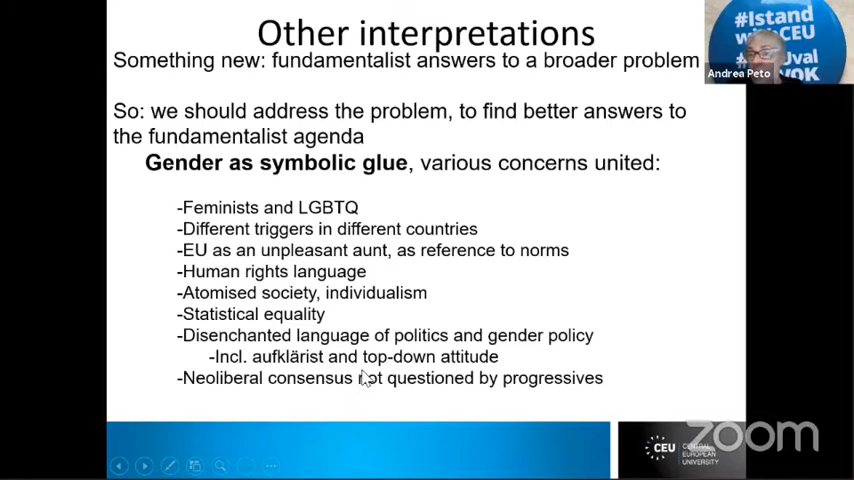 Other interpretations
Something new: fundamentalist answers to a broader problem
So: we should address the problem, to find better answers to
the fundamentalist agenda
Gender as symbolic glue, various concerns united:
-Feminists and LGBTQ
-Different triggers in different countries
-EU as an unpleasant aunt, as reference to norms
-Human rights language
-Atomised society, individualism
-Statistical equality
-Disenchanted language of politics and gender policy
-Incl. aufklärist and top-down attitude
-Neoliberal consensus not questioned by progressives
#Istand
withCEU
Andrea Peto
CEU
CENTRAL
EUROPEAN
UNIVERSITY
zoom